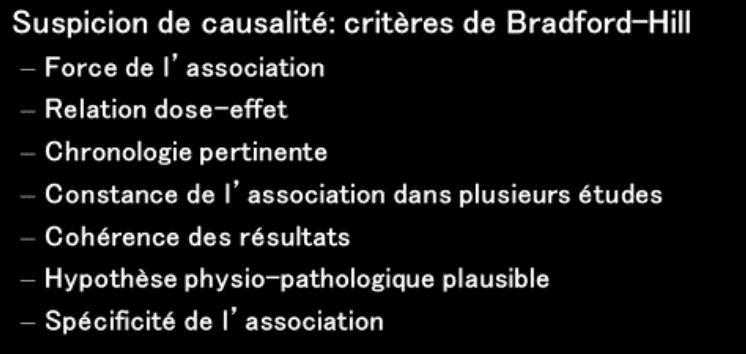 Suspicion de causalité: critères de Bradford-Hill
– Force de l’association
– Relation dose-effet
– Chronologie pertinente
– Constance de l’association dans plusieurs études
– Cohérence des résultats
– Hypothèse physio-pathologique plausible
– Spécificité de l’association